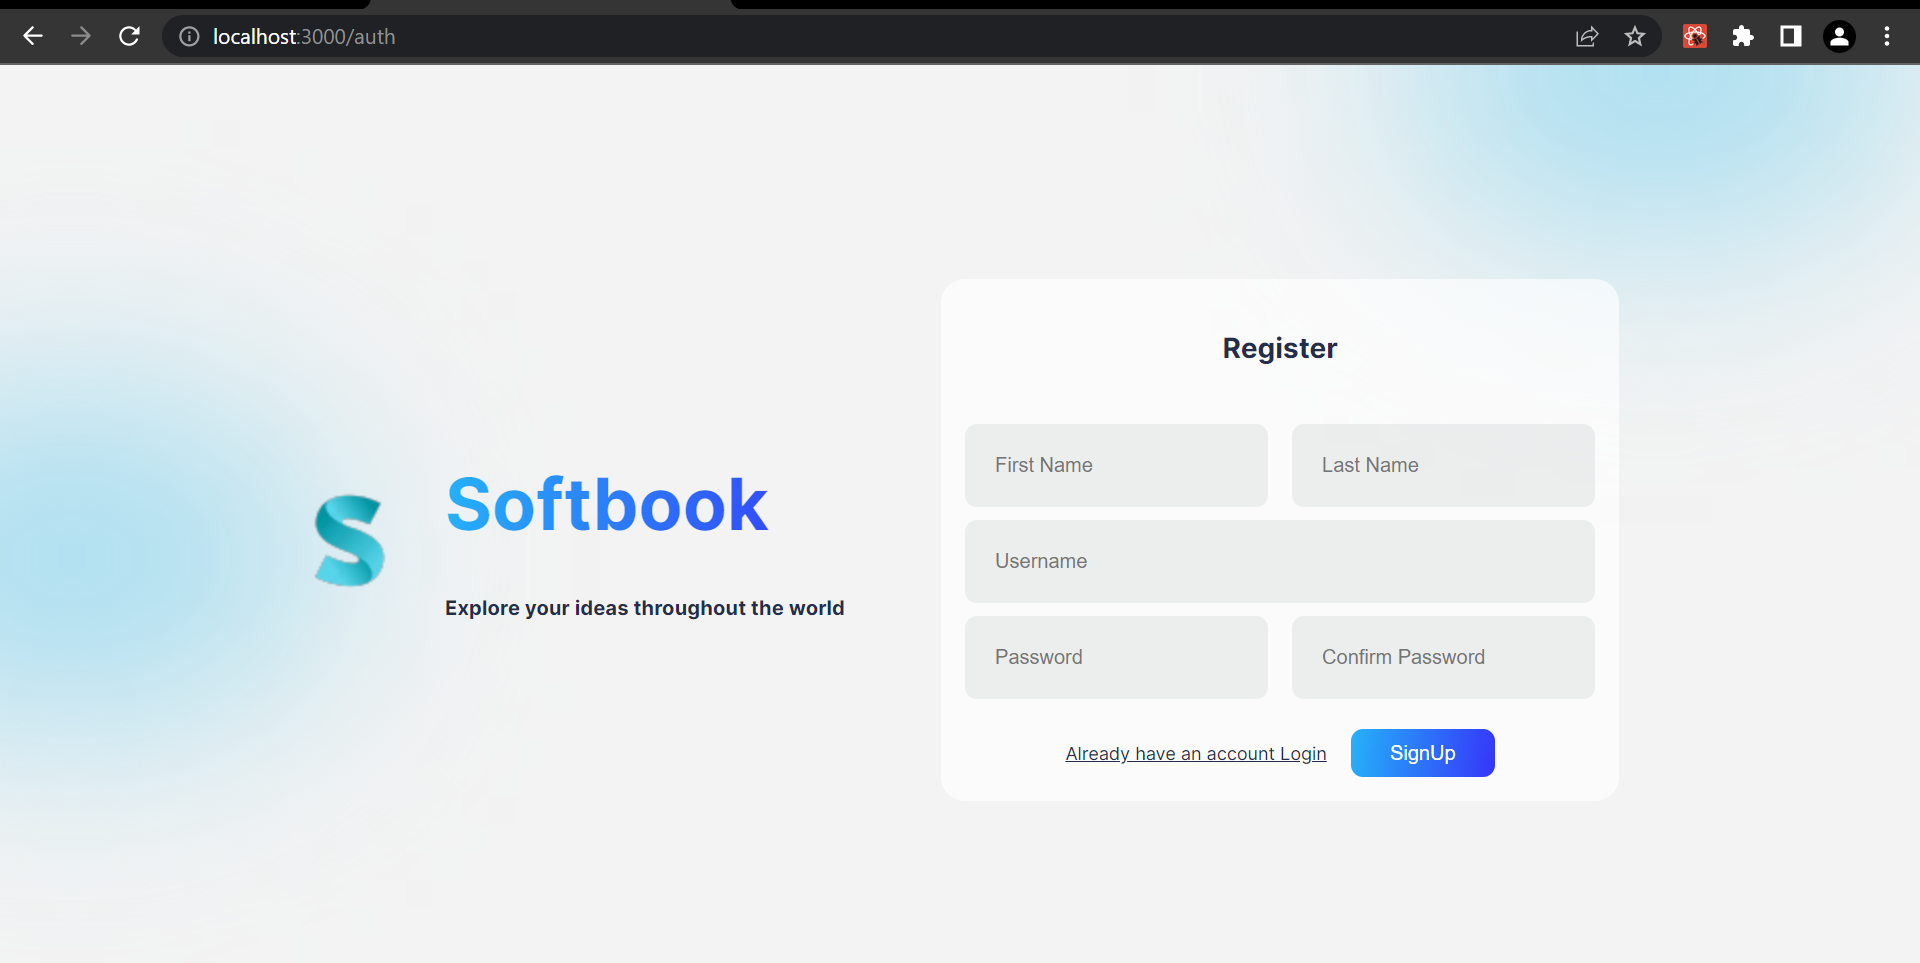 localhost:3000/auth
Register
First Name
Last Name
Softbook
Username
Explore your ideas throughout the world
Password
Confirm Password
Already have an account Login
SignUp